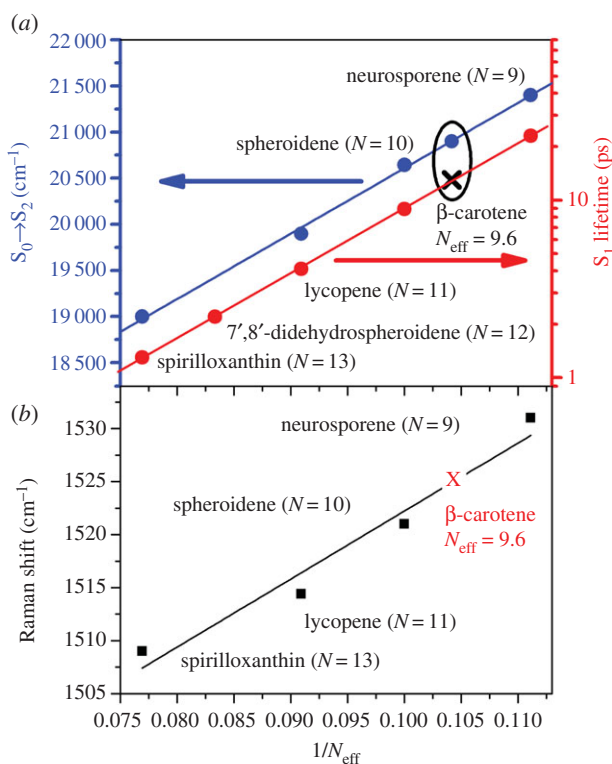 (a)
22 000
21 500
21 000
20 500
20 000
19 500
19 000
18 500
S0→S2 (cm−1)
neurosporene (N = 9)
spheroidene (N = 10)
β-carotene
Neff = 9.6
lycopene (N = 11)
7′,8′-didehydrospheroidene (N = 12)
spirilloxanthin (N = 13)
10
1
S1 lifetime (ps)
(b)
1530
1525
1520
1515
1510
1505
Raman shift (cm−1)
neurosporene (N = 9)
spheroidene (N = 10)
X
β-carotene
Neff = 9.6
lycopene (N = 11)
spirilloxanthin (N = 13)
0.075 0.080 0.085 0.090 0.095 0.100 0.105 0.110
1/Neff